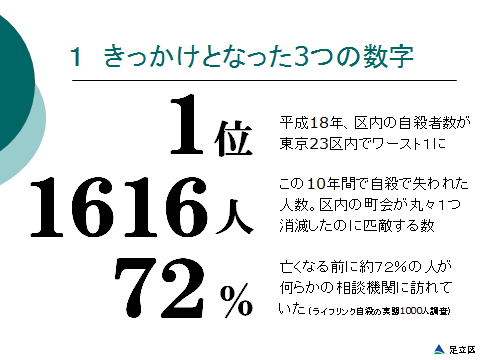 1 きっかけとなった3つの数字
1位
平成18年、区内の自殺者数が
東京23区内でワースト1に
1616人
この10年間で自殺で失われた
人数。区内の町会が丸々1つ
消滅したのに匹敵する数
72%
亡くなる前に約72%の人が
何らかの相談機関に訪れて
いた(ライフリンク自殺の実態1000人調査)
足立区